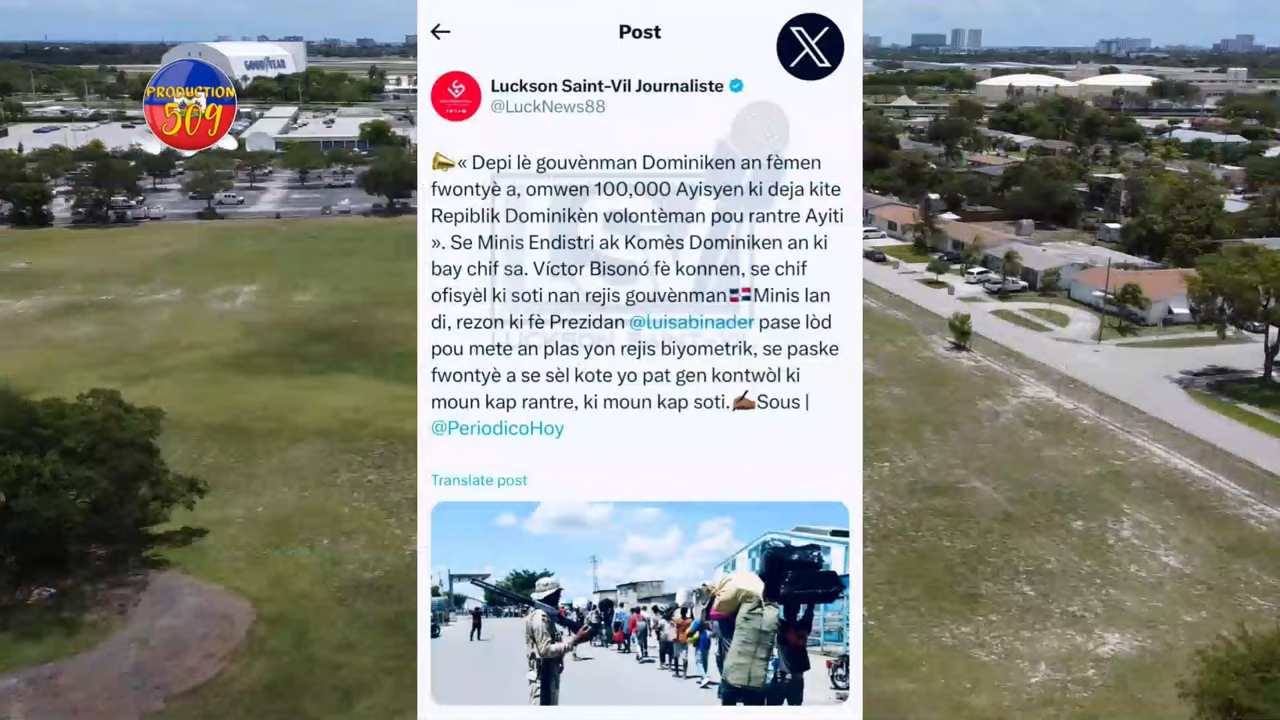 GOODYEAR
PRODUCTION
509
Post
Luckson Saint-Vil Journaliste
@LuckNews88
« Depi lè gouvènman Dominiken an fèmen
fwontyè a, omwen 100,000 Ayisyen ki deja kite
Repiblik Dominikèn volontèman pou rantre Ayiti
». Se Minis Endistri ak Komès Dominiken an ki
bay chif sa. Víctor Bisonó fè konnen, se chif
ofisyèl ki soti nan rejis gouvènman Minis lan
di, rezon ki fè Prezidan @luisabinader pase lòd
pou mete an plas yon rejis biyometrik, se paske
fwontyè a se sèl kote yo pat gen kontwòl ki
moun kap rantre, ki moun kap soti. Sous |
@PeriodicoHoy
Translate post